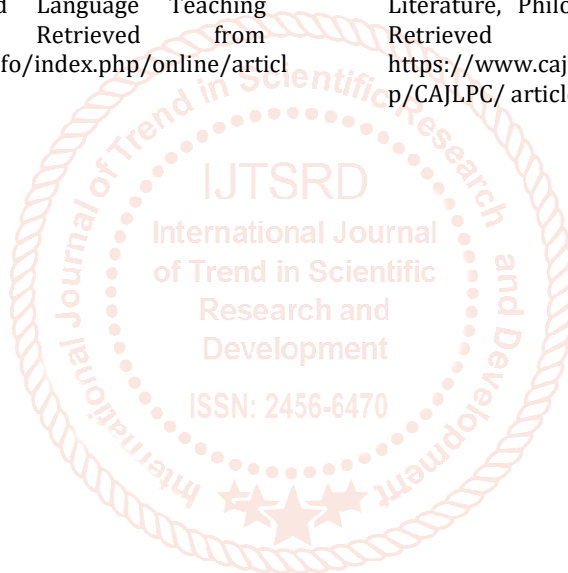 Language Teaching
Retrieved from
fo/index.php/online/articl
Literature, Philo
Retrieved
https://www.caj
p/CAJLPC/ article
International Journal of Trend in Scientific Research and Development
IJTSRD
International Journal
of Trend in Scientific
Research and
Development
ISSN: 2456-6470